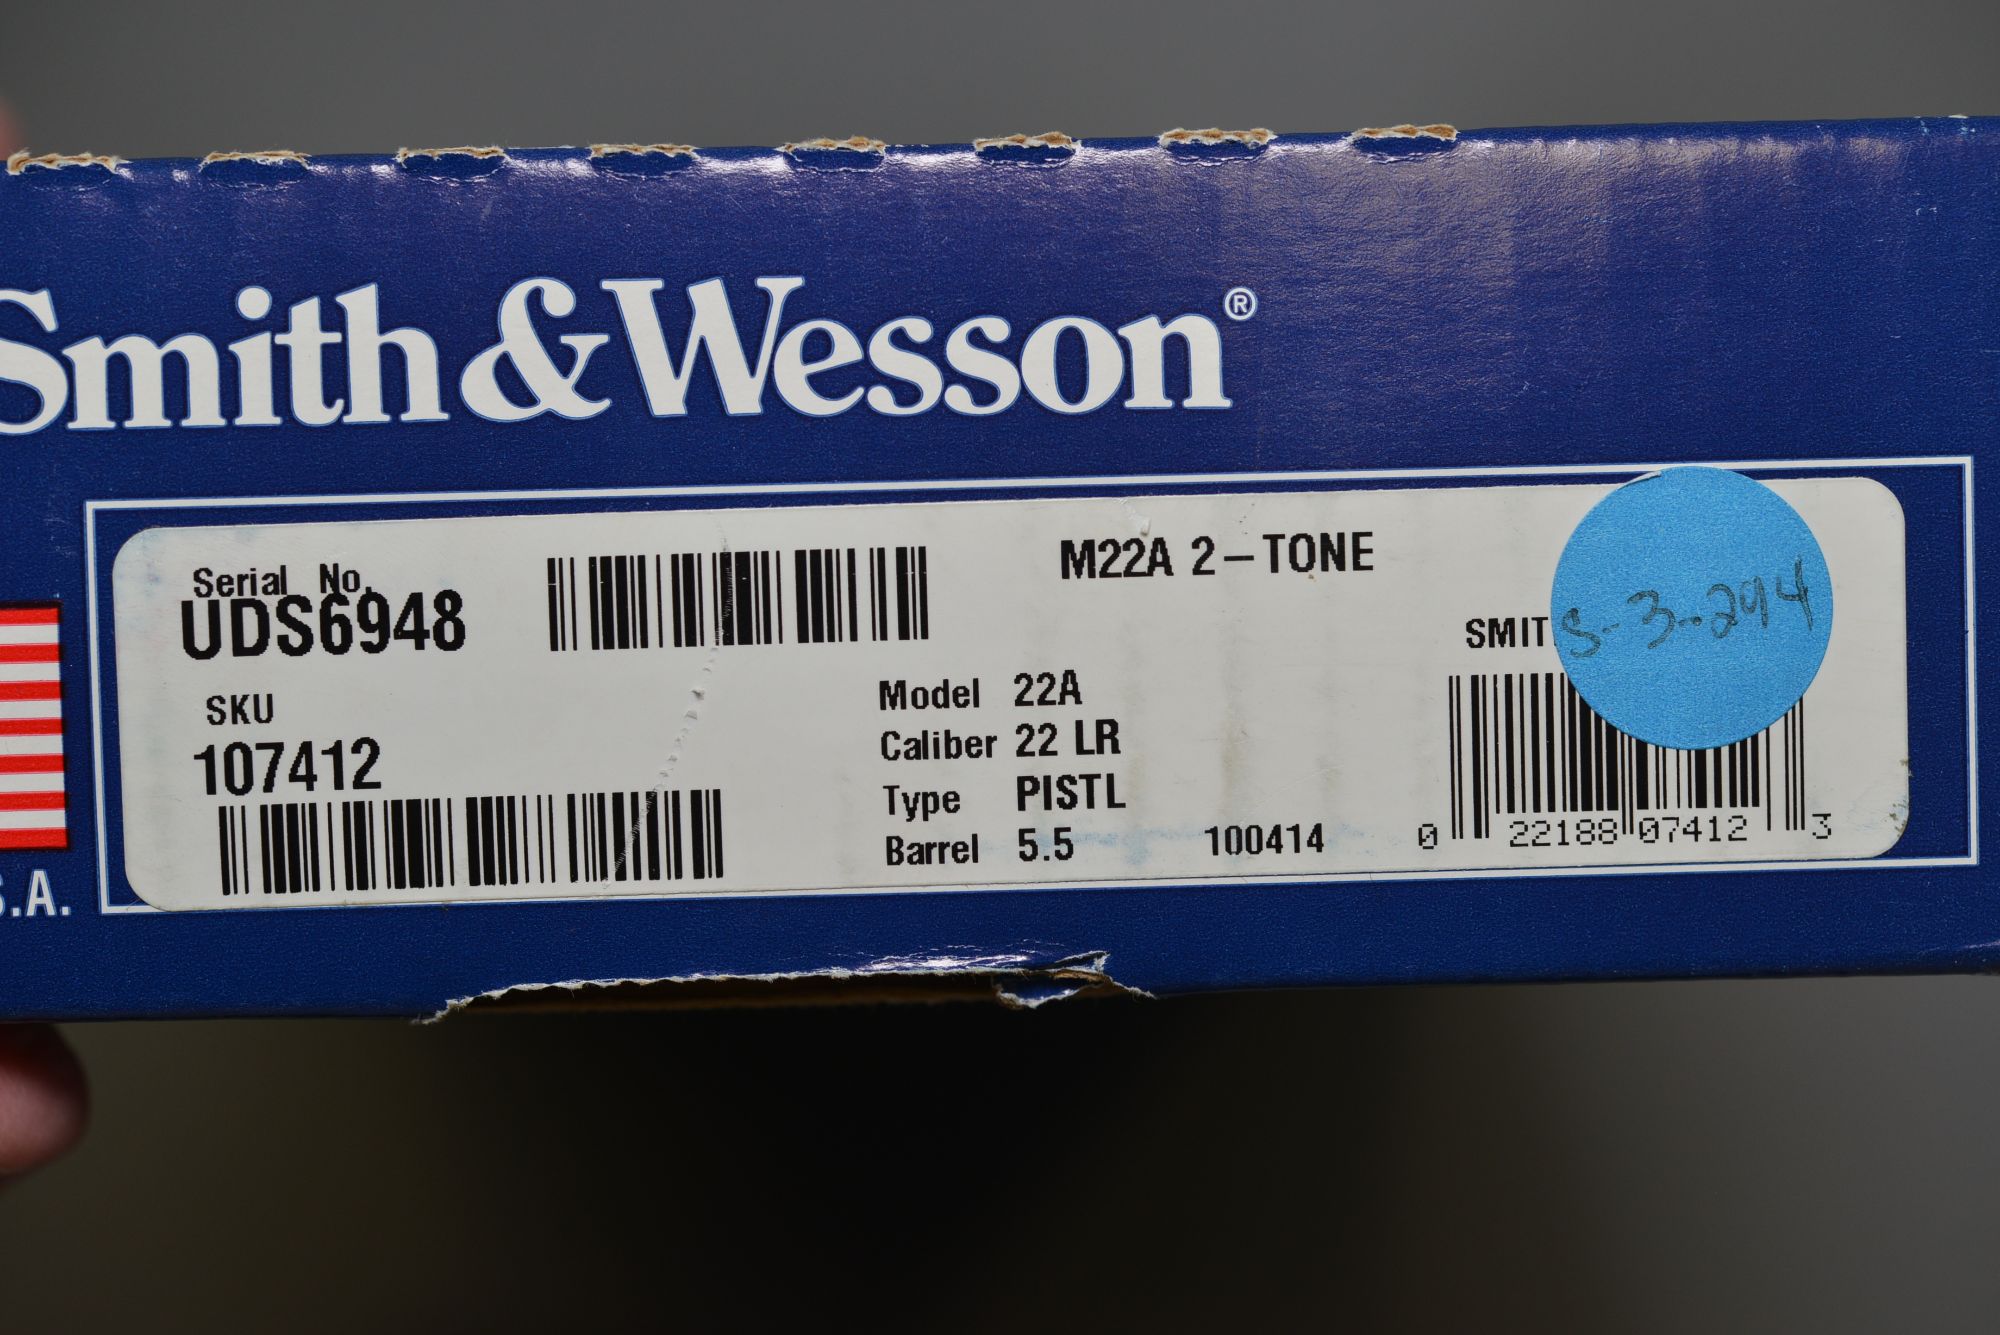 Smith & Wesson®
Serial No.
UDS6948
SKU
107412
M22A 2-TONE
Model 22A
Caliber 22 LR
Type PISTL
Barrel 5.5
100414
SMIT
S-3-294
0 22188 07412 3
S.A.